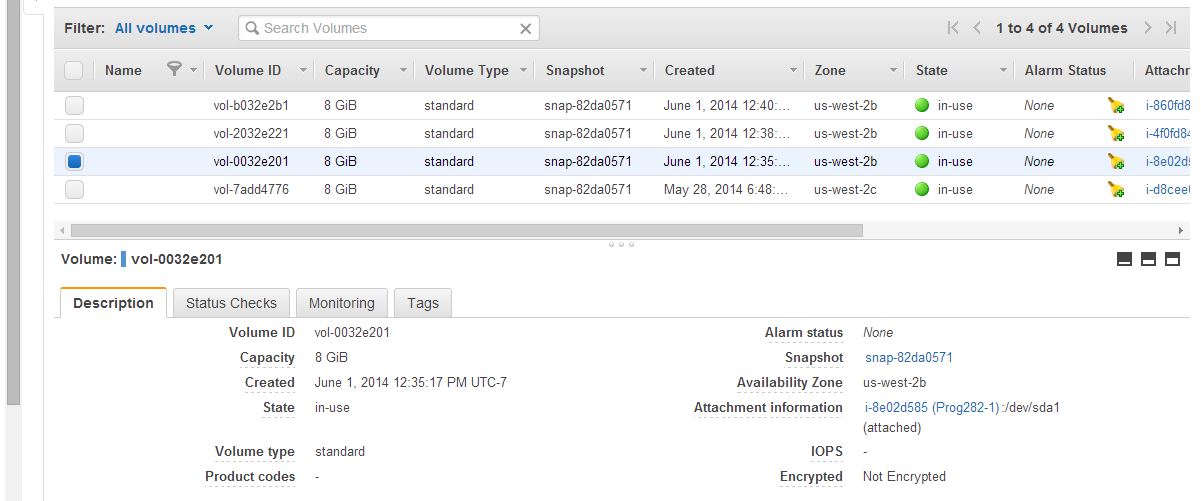 Filter: All volumes Search Volumes 1 to 4 of 4 Volumes
Name Volume ID Capacity Volume Type Snapshot Created Zone State Alarm Status Attachn
vol-b032e2b1 8 GiB standard snap-82da0571 June 1, 2014 12:40:... us-west-2b in-use None i-860fd8
vol-2032e221 8 GiB standard snap-82da0571 June 1, 2014 12:38:... us-west-2b in-use None i-4f0fd84
vol-0032e201 8 GiB standard snap-82da0571 June 1, 2014 12:35:... us-west-2b in-use None i-8e02d5
vol-7add4776 8 GiB standard snap-82da0571 May 28, 2014 6:48:... us-west-2c in-use None i-d8cee
Volume: vol-0032e201
Description Status Checks Monitoring Tags
Volume ID vol-0032e201 Alarm status None
Capacity 8 GiB Snapshot snap-82da0571
Created June 1, 2014 12:35:17 PM UTC-7 Availability Zone us-west-2b
State in-use Attachment information i-8e02d585 (Prog282-1):/dev/sda1
(attached)
Volume type standard IOPS -
Product codes - Encrypted Not Encrypted